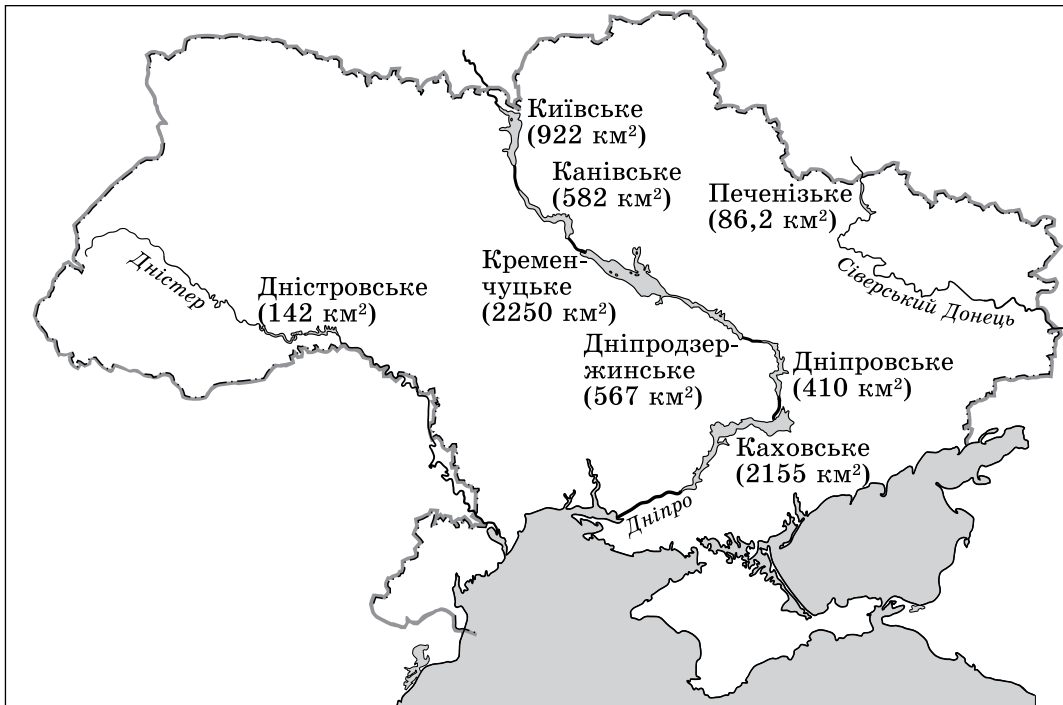 Київське
(922 км²)
Канівське
(582 км²)
Печенізьке
(86,2 км²)
Дністер
Дністровське
(142 км²)
Кремен-
чуцьке
(2250 км²)
Сіверський Донець
Дніпродзер-
жинське
(567 км²)
Дніпровське
(410 км²)
Каховське
(2155 км²)
Дніпро